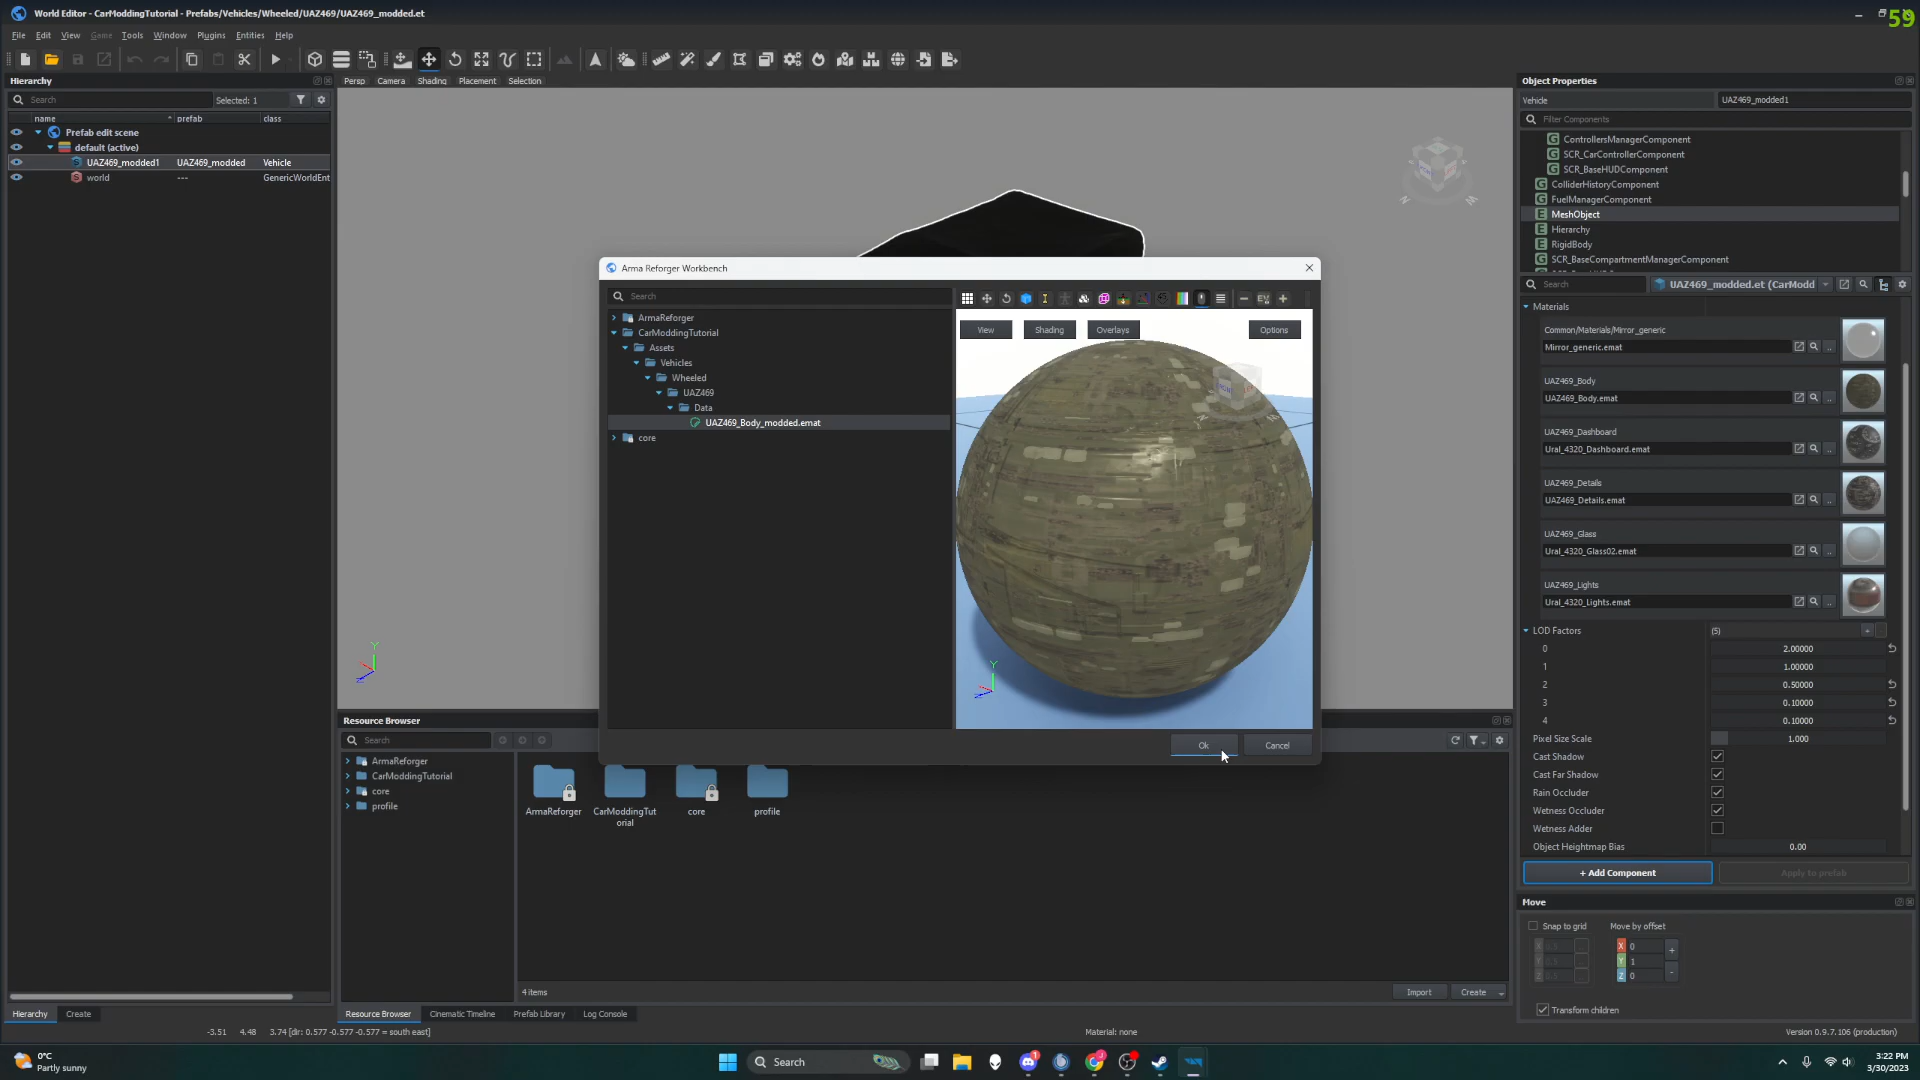 World Editor - CarModdingTutorial - Prefabs/Vehicles/Wheeled/UAZ469/UAZ469_modded.et
59
File Edit View Game Tools Window Plugins Entities Help
Hierarchy
Search
Selected: 1
name prefab class
Prefab edit scene
default (active)
UAZ469_modded1 UAZ469_modded Vehicle
world --- GenericWorldEnt
Persp Camera Shading Placement Selection
Arma Reforger Workbench
Search
ArmaReforger
CarModdingTutorial
Assets
Vehicles
Wheeled
UAZ469
Data
UAZ469_Body_modded.emat
core
View Shading Overlays Options
Y
Ok Cancel
Y
Z
Resource Browser
Search
ArmaReforger
CarModdingTutorial
core
profile
ArmaReforger
CarModdingTut
orial
core
profile
4 items
Import Create
Hierarchy Create
Resource Browser Cinematic Timeline Prefab Library Log Console
-3.51 4.48 3.74 [dir: 0.577 -0.577 -0.577 = south east]
Material: none
Version 0.9.7.106 (production)
Object Properties
Vehicle UAZ469_modded1
Filter Components
ControllersManagerComponent
SCR_CarControllerComponent
SCR_BaseHUDComponent
ColliderHistoryComponent
FuelManagerComponent
MeshObject
Hierarchy
RigidBody
SCR_BaseCompartmentManagerComponent
Search
UAZ469_modded.et (CarModd
Materials
Common/Materials/Mirror_generic
Mirror_generic.emat
UAZ469_Body
UAZ469_Body.emat
UAZ469_Dashboard
Ural_4320_Dashboard.emat
UAZ469_Details
UAZ469_Details.emat
UAZ469_Glass
Ural_4320_Glass02.emat
UAZ469_Lights
Ural_4320_Lights.emat
LOD Factors (5)
0 2.00000
1 1.00000
2 0.50000
3 0.10000
4 0.10000
Pixel Size Scale 1.000
Cast Shadow
Cast Far Shadow
Rain Occluder
Wetness Occluder
Wetness Adder
Object Heightmap Bias 0.00
+ Add Component
Apply to prefab
Move
Snap to grid
Move by offset
X 0
Y 1
Z 0
Transform children
0°C
Partly sunny
Search
3:22 PM
3/30/2023